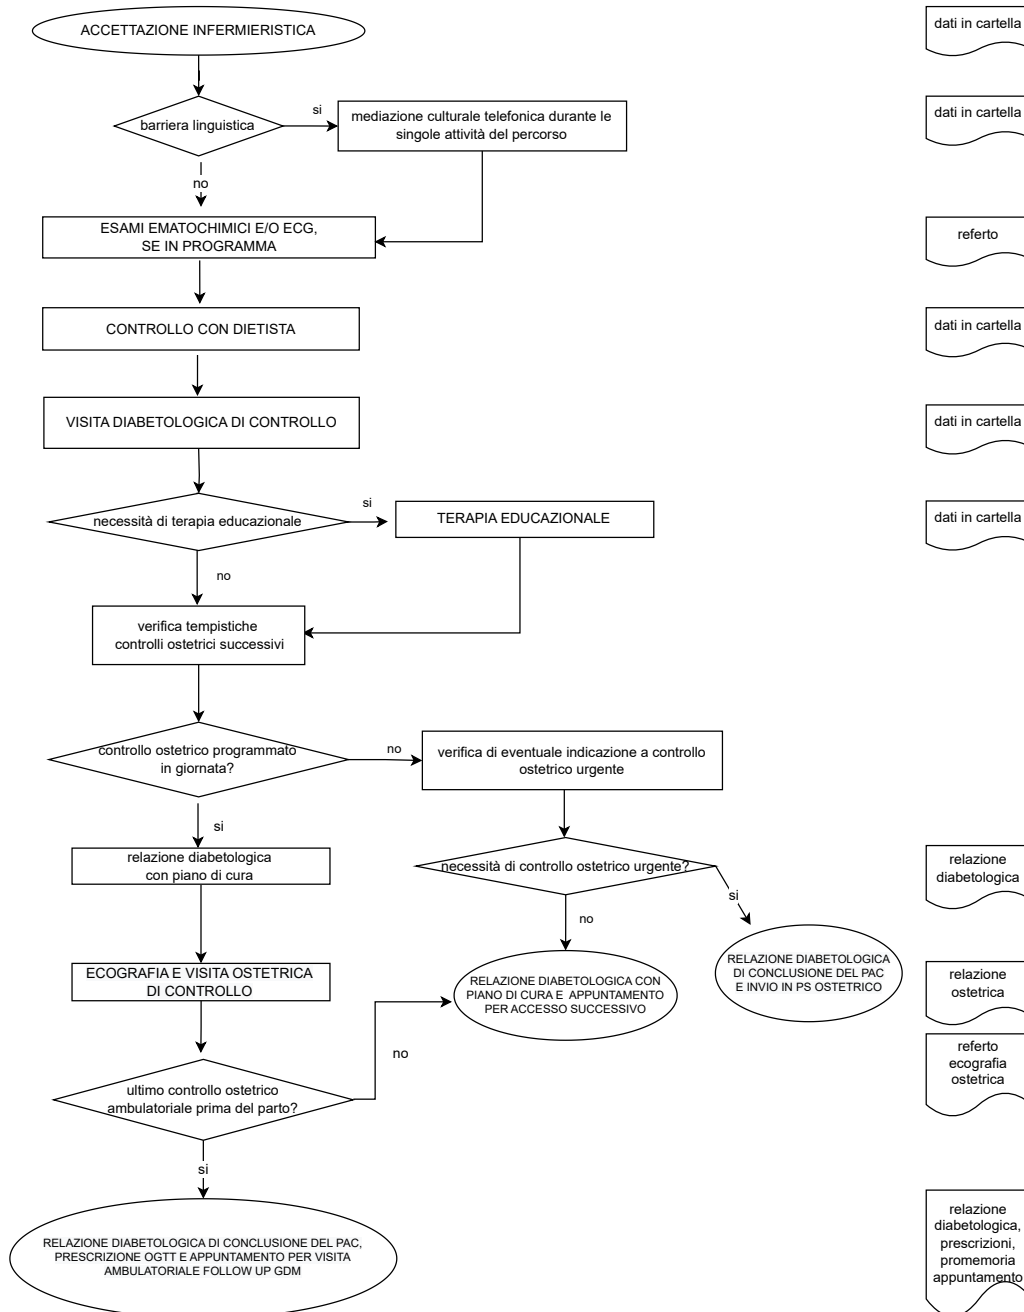 ACCETTAZIONE INFERMIERISTICA
dati in cartella
barriera linguistica
si
mediazione culturale telefonica durante le
singole attività del percorso
dati in cartella
no
ESAMI EMATOCHIMICI E/O ECG,
SE IN PROGRAMMA
referto
CONTROLLO CON DIETISTA
dati in cartella
VISITA DIABETOLOGICA DI CONTROLLO
dati in cartella
necessità di terapia educazionale
si
TERAPIA EDUCAZIONALE
dati in cartella
no
verifica tempistiche
controlli ostetrici successivi
controllo ostetrico programmato
in giornata?
no
verifica di eventuale indicazione a controllo
ostetrico urgente
si
relazione diabetologica
con piano di cura
necessità di controllo ostetrico urgente?
relazione
diabetologica
si
no
ECOGRAFIA E VISITA OSTETRICA
DI CONTROLLO
RELAZIONE DIABETOLOGICA CON
PIANO DI CURA E APPUNTAMENTO
PER ACCESSO SUCCESSIVO
RELAZIONE DIABETOLOGICA
DI CONCLUSIONE DEL PAC
E INVIO IN PS OSTETRICO
relazione
ostetrica
no
referto
ecografia
ostetrica
ultimo controllo ostetrico
ambulatoriale prima del parto?
si
RELAZIONE DIABETOLOGICA DI CONCLUSIONE DEL PAC,
PRESCRIZIONE OGTT E APPUNTAMENTO PER VISITA
AMBULATORIALE FOLLOW UP GDM
relazione
diabetologica,
prescrizioni,
promemoria
appuntamento